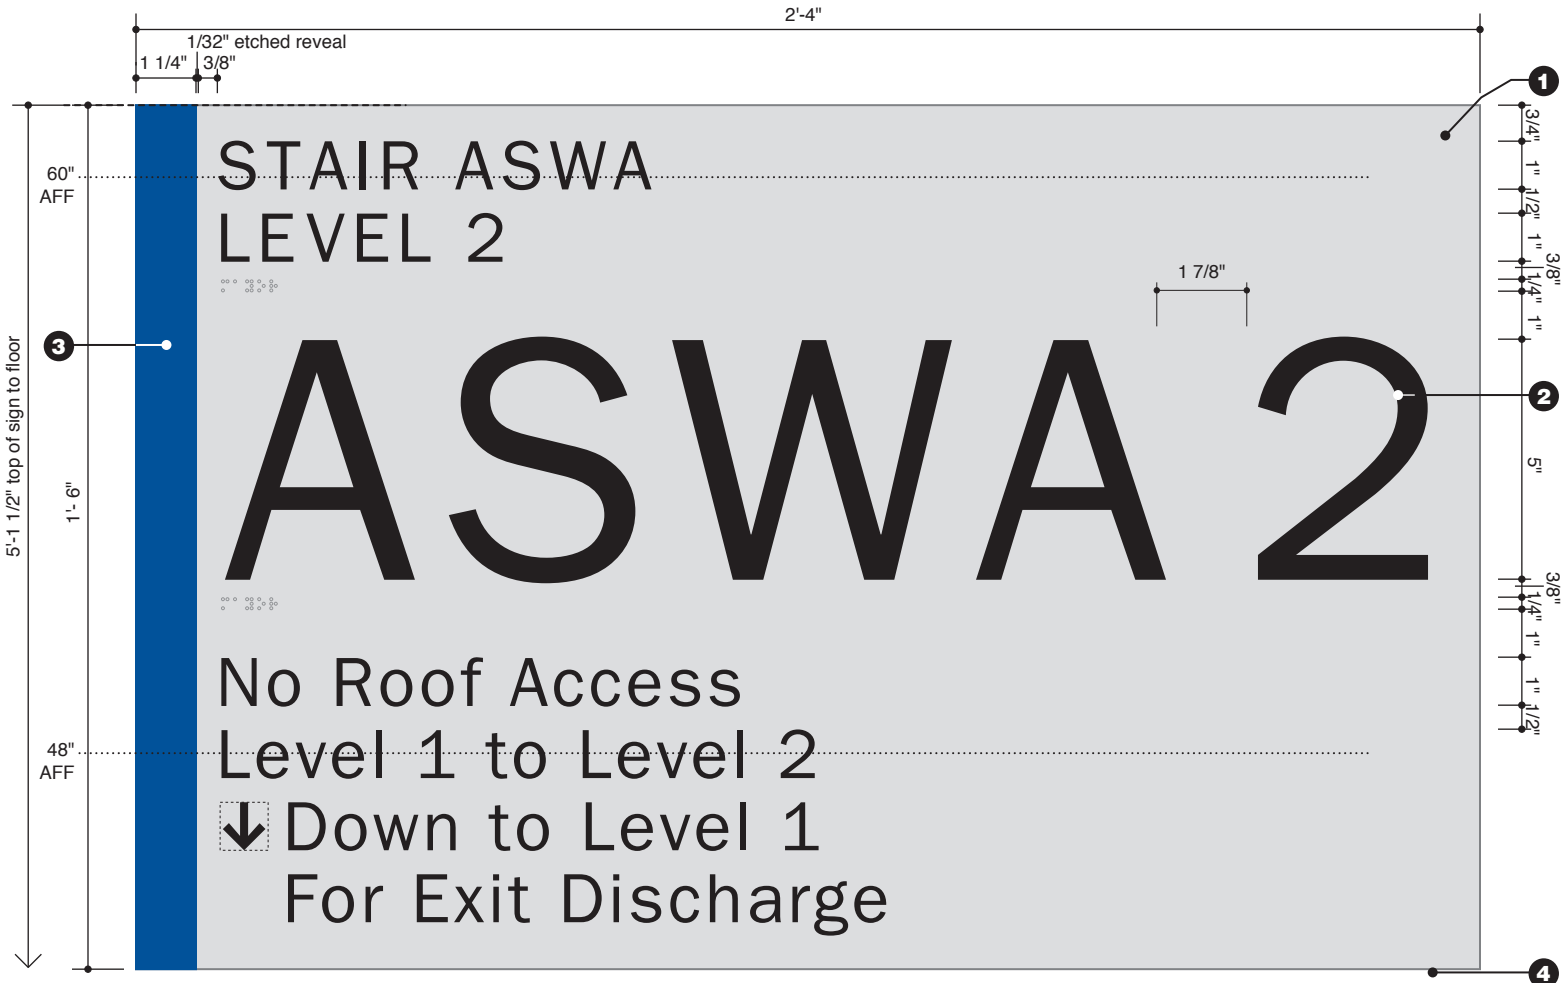 2'-4"
1/32" etched reveal
1 1/4" 3/8"
1
3/4"
STAIR ASWA
60"
AFF
1"
1/2"
LEVEL 2
1"
3/8"
1/4"
1 7/8"
1"
3
ASWA 2
2
5'-1 1/2" top of sign to floor
1'- 6"
5"
3/8"
1/4"
1"
No Roof Access
1"
1/2"
48"
AFF
Level 1 to Level 2
Down to Level 1
For Exit Discharge
4